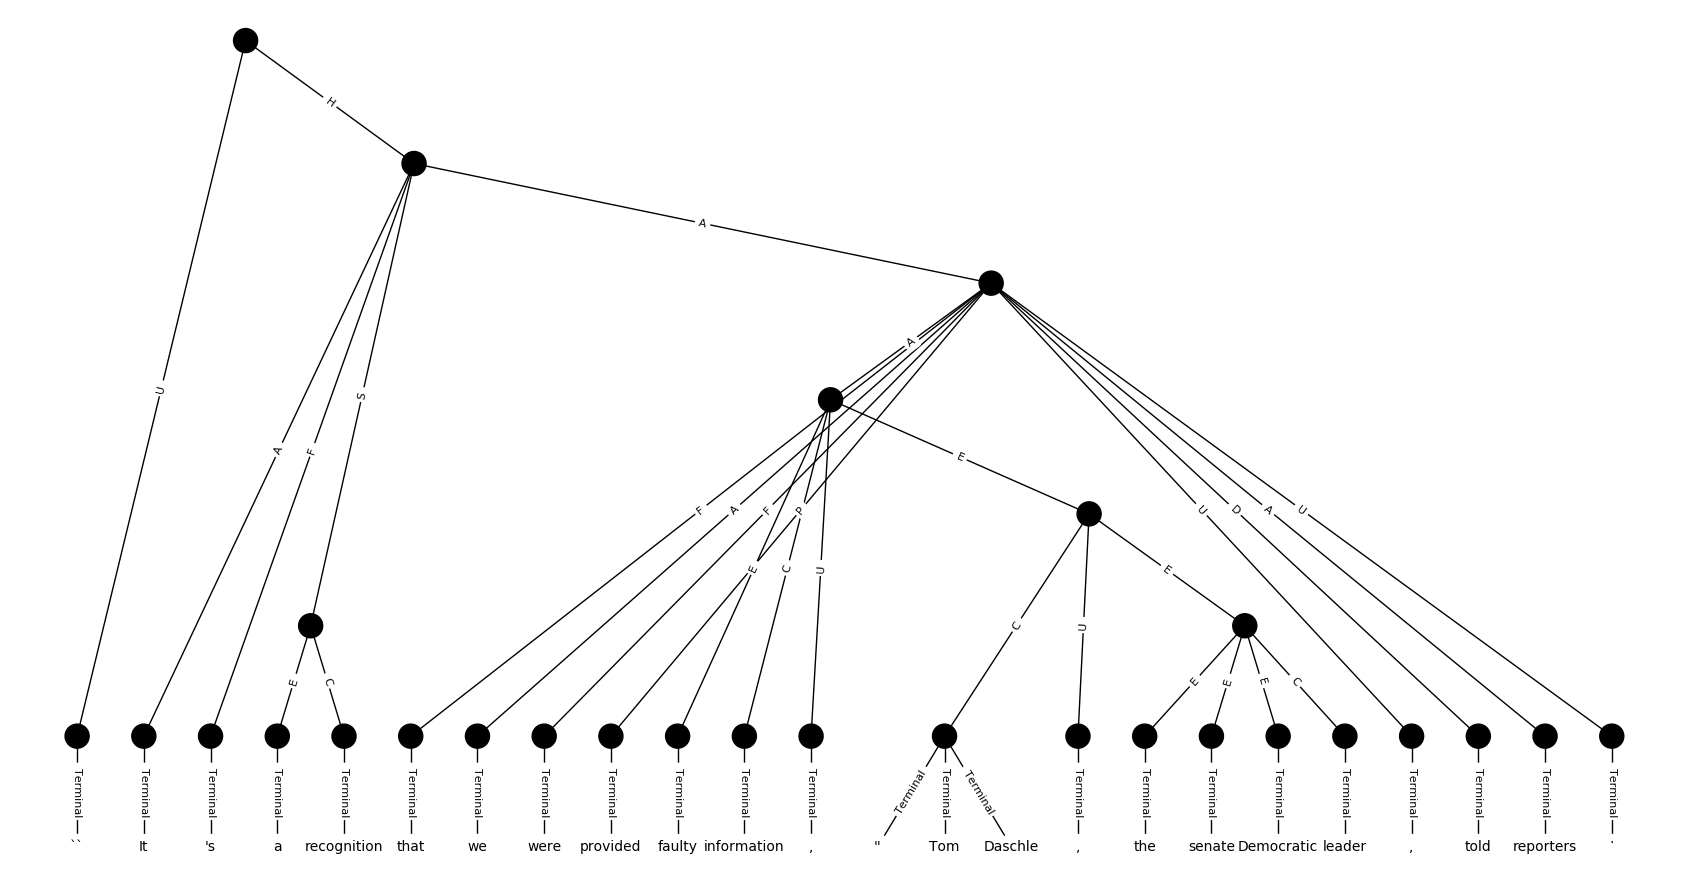 H
A
A
U
S
A
F
E
F
A
F
P
U
D
A
U
E
C
U
E
C
U
E
C
E
E
E
C
Terminal Terminal Terminal Terminal Terminal Terminal Terminal Terminal Terminal Terminal Terminal Terminal Terminal Terminal Terminal Terminal Terminal Terminal Terminal Terminal Terminal Terminal Terminal Terminal
`` It 's a recognition that we were provided faulty information , " Tom Daschle , the senate Democratic leader , told reporters .